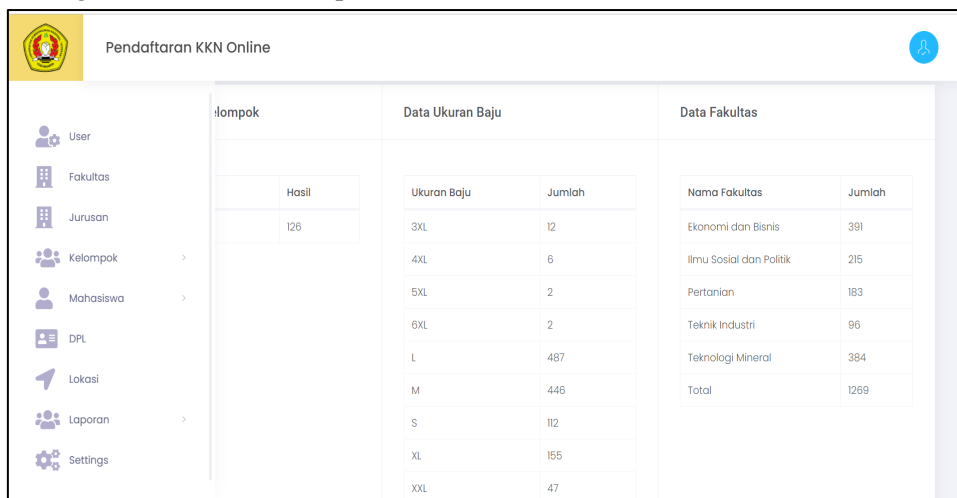 Pendaftaran KKN Online
User
Fakultas
Jurusan
Kelompok
Mahasiswa
DPL
Lokasi
Laporan
Settings
elompok
Hasil
126
Data Ukuran Baju
Ukuran Baju Jumlah
3XL 12
4XL 6
5XL 2
6XL 2
L 487
M 446
S 112
XL 155
XXL 47
Data Fakultas
Nama Fakultas Jumlah
Ekonomi dan Bisnis 391
Ilmu Sosial dan Politik 215
Pertanian 183
Teknik Industri 96
Teknologi Mineral 384
Total 1269